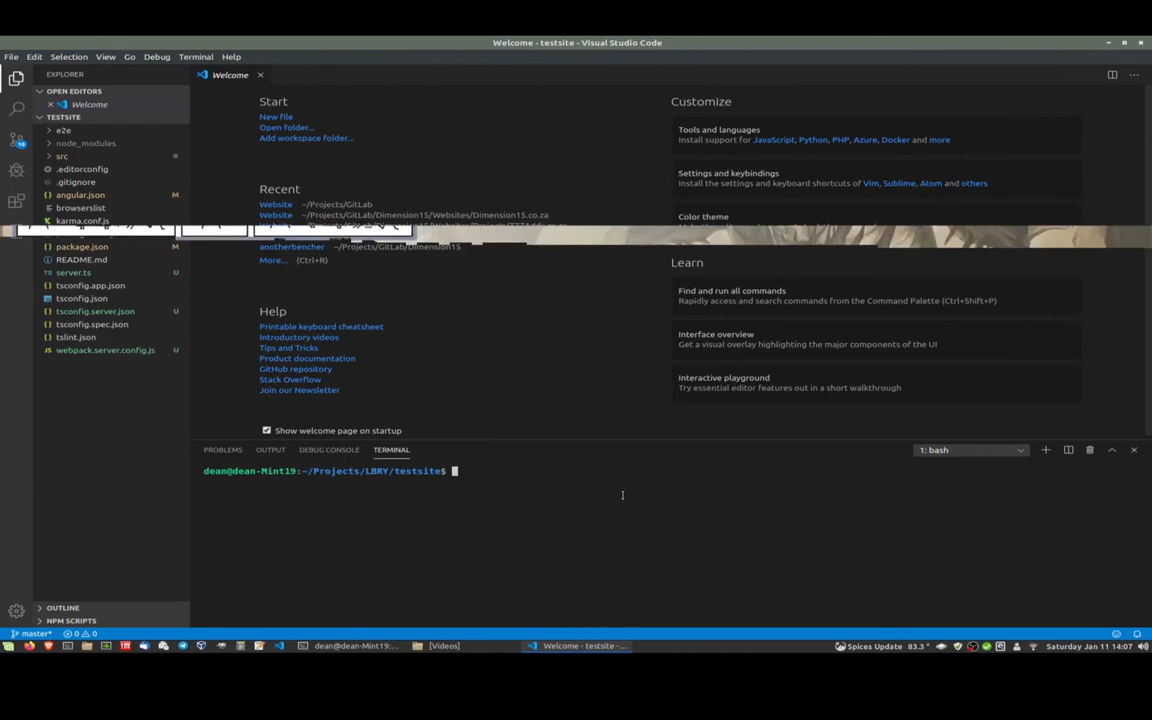 Welcome - testsite - Visual Studio Code
File Edit Selection View Go Debug Terminal Help
EXPLORER
OPEN EDITORS
Welcome
TESTSITE
e2e
node_modules
src
.editorconfig
.gitignore
angular.json M
browserslist
karma.conf.js
package.json M
README.md
server.ts U
tsconfig.app.json
tsconfig.json
tsconfig.server.json U
tsconfig.spec.json
tslint.json
webpack.server.config.js U
OUTLINE
NPM SCRIPTS
10
Welcome
Start
New file
Open folder...
Add workspace folder...
Recent
Website ~/Projects/GitLab
Website ~/Projects/GitLab/Dimension15/Websites/Dimension15.co.za
anotherbencher ~/Projects/GitLab/Dimension15
More... (Ctrl+R)
Help
Printable keyboard cheatsheet
Introductory videos
Tips and Tricks
Product documentation
GitHub repository
Stack Overflow
Join our Newsletter
Show welcome page on startup
Customize
Tools and languages
Install support for JavaScript, Python, PHP, Azure, Docker and more
Settings and keybindings
Install the settings and keyboard shortcuts of Vim, Sublime, Atom and others
Color theme
Learn
Find and run all commands
Rapidly access and search commands from the Command Palette (Ctrl+Shift+P)
Interface overview
Get a visual overlay highlighting the major components of the UI
Interactive playground
Try essential editor features out in a short walkthrough
PROBLEMS OUTPUT DEBUG CONSOLE TERMINAL 1: bash
dean@dean-Mint19:~/Projects/LBRY/testsite$
master* 0 0
dean@dean-Mint19:... [Videos] Welcome - testsite -... Spices Update 83.3 ° Saturday Jan 11 14:07